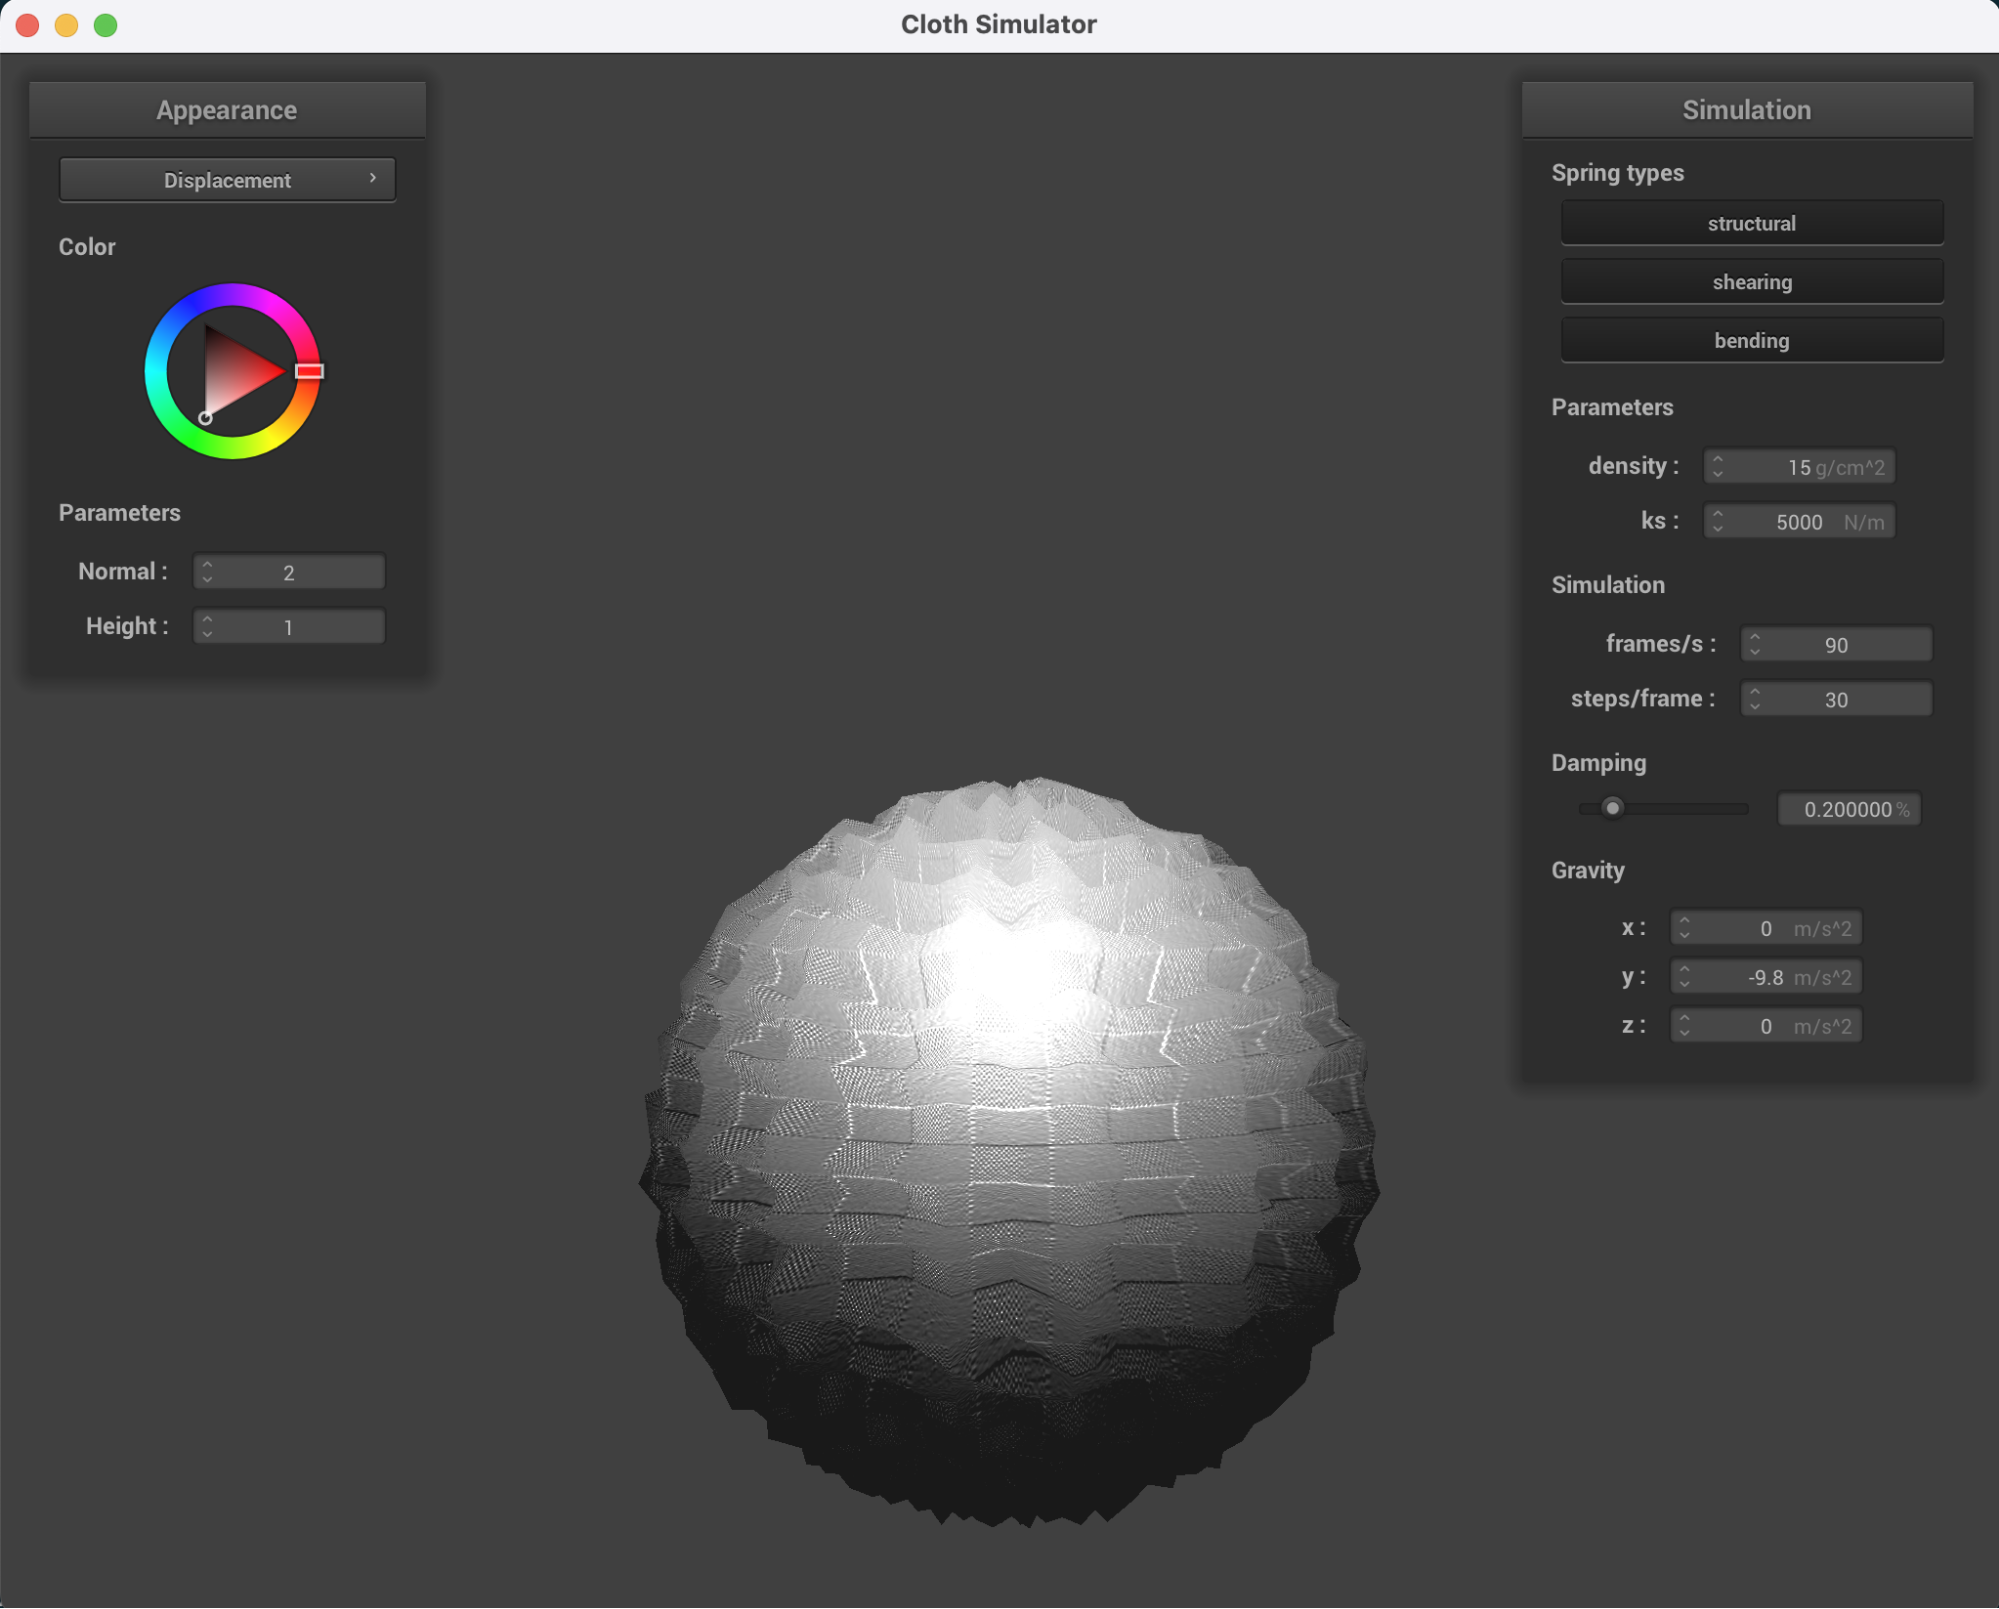 Cloth Simulator
Appearance
Displacement
Color
Parameters
Normal : 2
Height : 1
Simulation
Spring types
structural
shearing
bending
Parameters
density : 15 g/cm^2
ks : 5000 N/m
Simulation
frames/s : 90
steps/frame : 30
Damping
0.200000 %
Gravity
x : 0 m/s^2
y : -9.8 m/s^2
z : 0 m/s^2